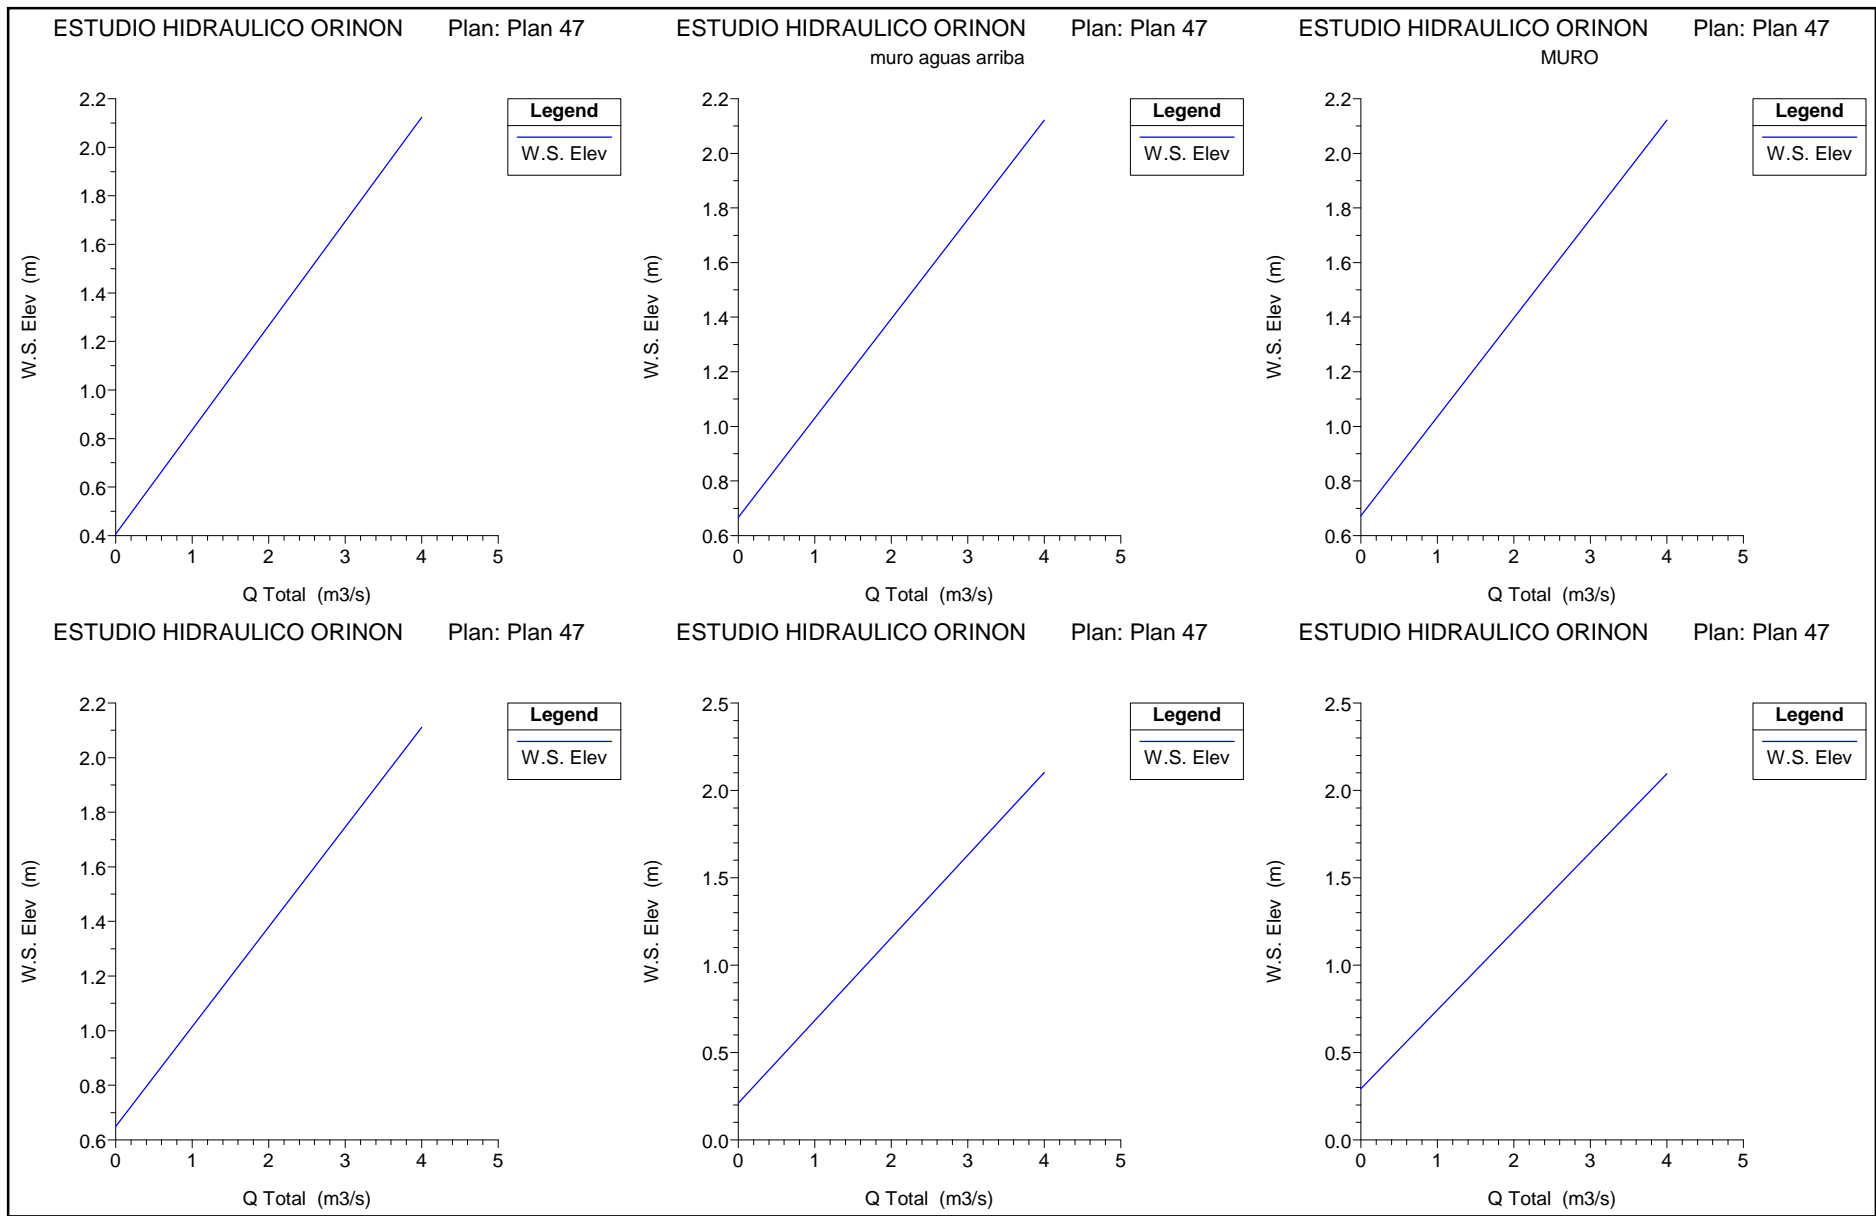 ESTUDIO HIDRAULICO ORINON Plan: Plan 47
2.2
2.0
1.8
1.6
1.4
1.2
1.0
0.8
0.6
0.4
0 1 2 3 4 5
W.S. Elev (m)
Q Total (m3/s)
Legend
W.S. Elev
ESTUDIO HIDRAULICO ORINON Plan: Plan 47
muro aguas arriba
2.2
2.0
1.8
1.6
1.4
1.2
1.0
0.8
0.6
0 1 2 3 4 5
W.S. Elev (m)
Q Total (m3/s)
Legend
W.S. Elev
ESTUDIO HIDRAULICO ORINON Plan: Plan 47
MURO
2.2
2.0
1.8
1.6
1.4
1.2
1.0
0.8
0.6
0 1 2 3 4 5
W.S. Elev (m)
Q Total (m3/s)
Legend
W.S. Elev
ESTUDIO HIDRAULICO ORINON Plan: Plan 47
2.2
2.0
1.8
1.6
1.4
1.2
1.0
0.8
0.6
0 1 2 3 4 5
W.S. Elev (m)
Q Total (m3/s)
Legend
W.S. Elev
ESTUDIO HIDRAULICO ORINON Plan: Plan 47
2.5
2.0
1.5
1.0
0.5
0.0
0 1 2 3 4 5
W.S. Elev (m)
Q Total (m3/s)
Legend
W.S. Elev
ESTUDIO HIDRAULICO ORINON Plan: Plan 47
2.5
2.0
1.5
1.0
0.5
0.0
0 1 2 3 4 5
W.S. Elev (m)
Q Total (m3/s)
Legend
W.S. Elev